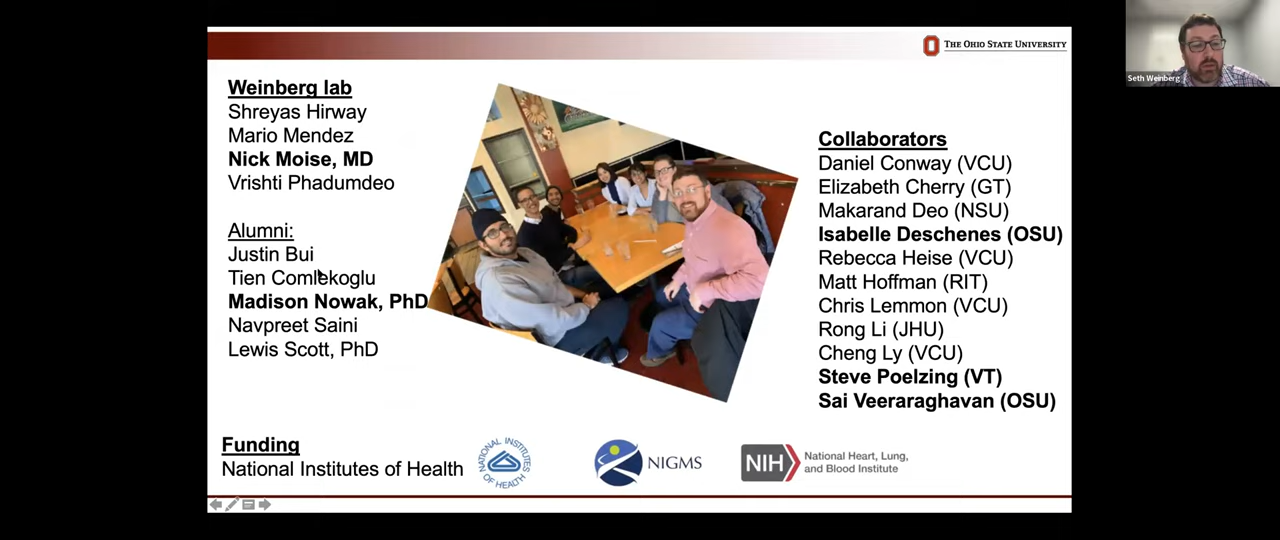 THE OHIO STATE UNIVERSITY
Seth Weinberg
Weinberg lab
Shreyas Hirway
Mario Mendez
Nick Moise, MD
Vrishti Phadumdeo
Alumni:
Justin Bui
Tien Comlekoglu
Madison Nowak, PhD
Navpreet Saini
Lewis Scott, PhD
Collaborators
Daniel Conway (VCU)
Elizabeth Cherry (GT)
Makarand Deo (NSU)
Isabelle Deschenes (OSU)
Rebecca Heise (VCU)
Matt Hoffman (RIT)
Chris Lemmon (VCU)
Rong Li (JHU)
Cheng Ly (VCU)
Steve Poelzing (VT)
Sai Veeraraghavan (OSU)
Funding
National Institutes of Health
NATIONAL INSTITUTES OF HEALTH
NIGMS
NIH
National Heart, Lung,
and Blood Institute